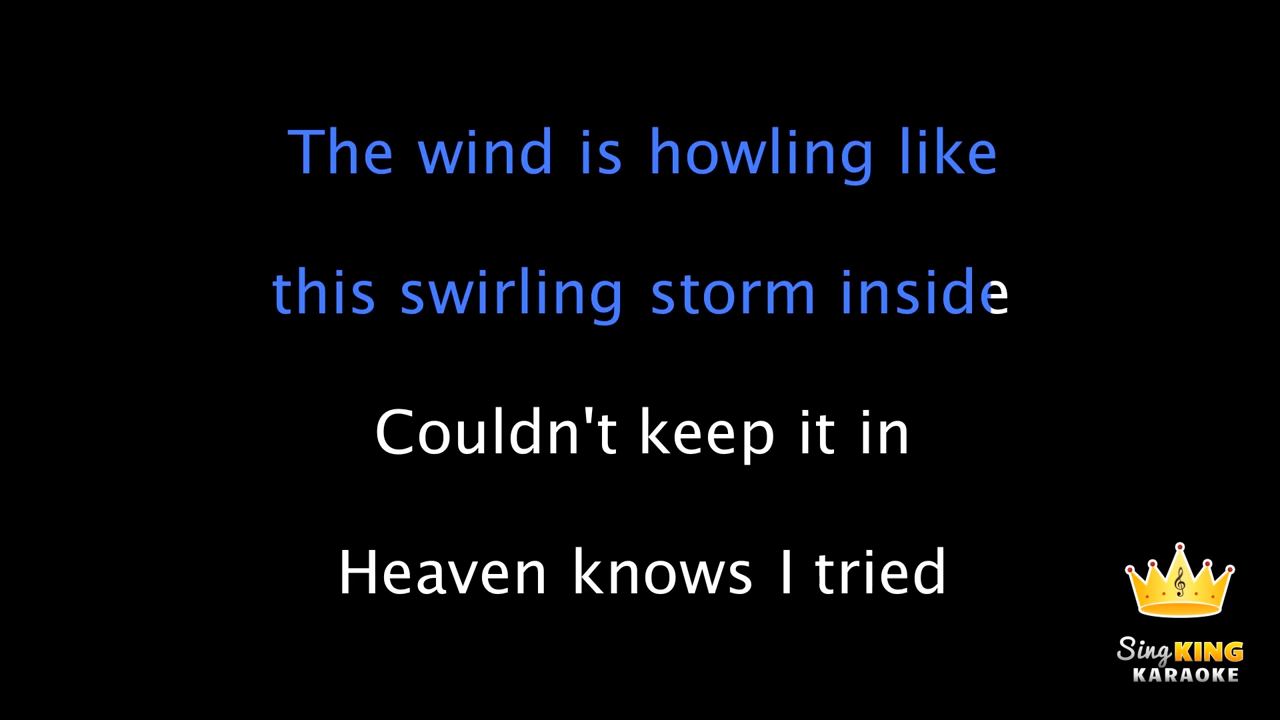 The wind is howling like
this swirling storm inside
Couldn't keep it in
Heaven knows I tried
Sing KING
KARAOKE